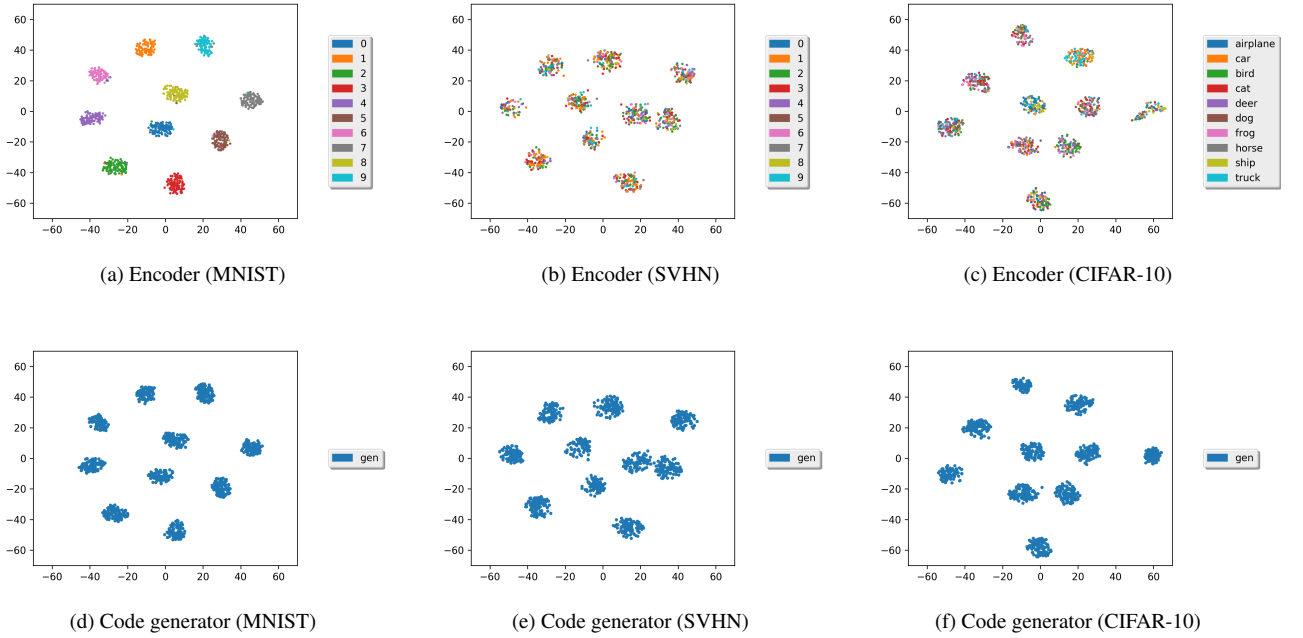 60
40
20
0
−20
−40
−60
−60 −40 −20 0 20 40 60
0
1
2
3
4
5
6
7
8
9
(a) Encoder (MNIST)
60
40
20
0
−20
−40
−60
−60 −40 −20 0 20 40 60
0
1
2
3
4
5
6
7
8
9
(b) Encoder (SVHN)
60
40
20
0
−20
−40
−60
−60 −40 −20 0 20 40 60
airplane
car
bird
cat
deer
dog
frog
horse
ship
truck
(c) Encoder (CIFAR-10)
60
40
20
0
−20
−40
−60
−60 −40 −20 0 20 40 60
gen
(d) Code generator (MNIST)
60
40
20
0
−20
−40
−60
−60 −40 −20 0 20 40 60
gen
(e) Code generator (SVHN)
60
40
20
0
−20
−40
−60
−60 −40 −20 0 20 40 60
gen
(f) Code generator (CIFAR-10)